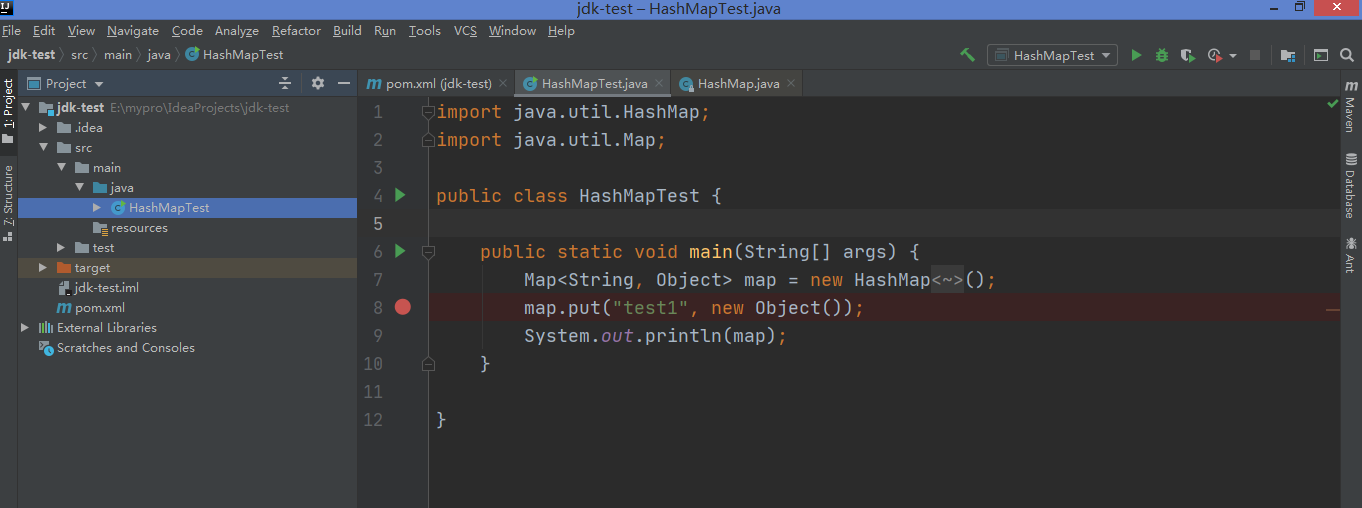 jdk-test – HashMapTest.java
File Edit View Navigate Code Analyze Refactor Build Run Tools VCS Window Help
jdk-test src main java HashMapTest
HashMapTest
1: Project
7: Structure
Project
jdk-test E:\mypro\IdeaProjects\jdk-test
.idea
src
main
java
HashMapTest
resources
test
target
jdk-test.iml
pom.xml
External Libraries
Scratches and Consoles
pom.xml (jdk-test) HashMapTest.java HashMap.java
1 import java.util.HashMap;
2 import java.util.Map;
3
4 public class HashMapTest {
5
6 public static void main(String[] args) {
7 Map<String, Object> map = new HashMap<~>();
8 map.put("test1", new Object());
9 System.out.println(map);
10 }
11
12 }
Maven
Database
Ant